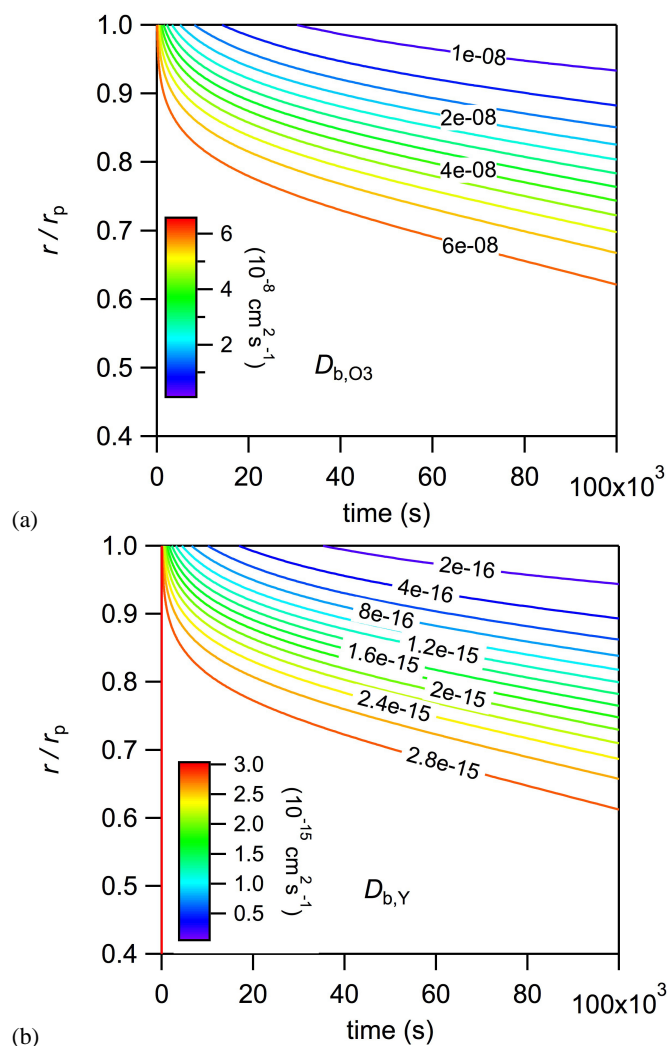 1.0
0.9
0.8
0.7
0.6
0.5
0.4
r / rp
1e-08
2e-08
4e-08
6e-08
6
4
2
(10-8 cm2 s-1)
Db,O3
0 20 40 60 80 100x103
time (s)
(a)
1.0
0.9
0.8
0.7
0.6
0.5
0.4
r / rp
2e-16
4e-16
8e-16
1.2e-15
1.6e-15
2e-15
2.4e-15
2.8e-15
3.0
2.5
2.0
1.5
1.0
0.5
(10-15 cm2 s-1)
Db,Y
0 20 40 60 80 100x103
time (s)
(b)